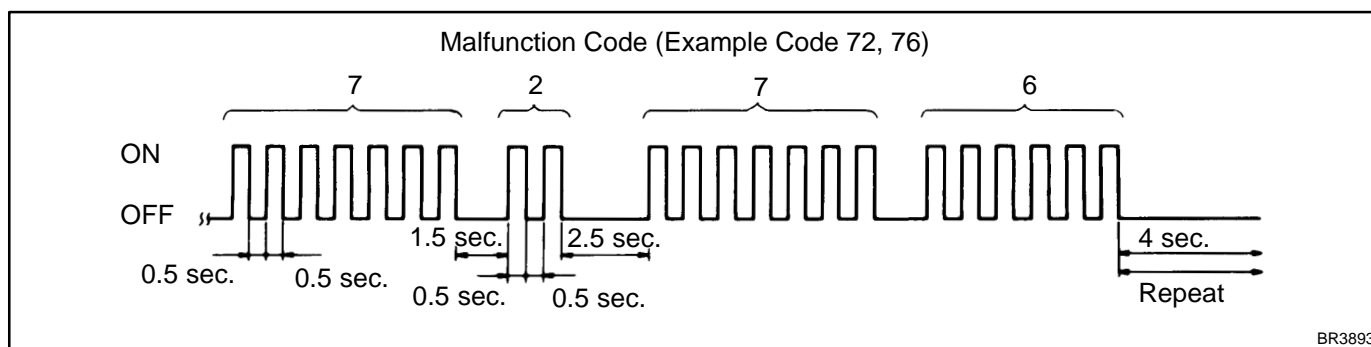 Malfunction Code (Example Code 72, 76)
7 2 7 6
ON
OFF
1.5 sec. 2.5 sec. 4 sec.
0.5 sec. 0.5 sec. 0.5 sec. 0.5 sec. Repeat
BR3893